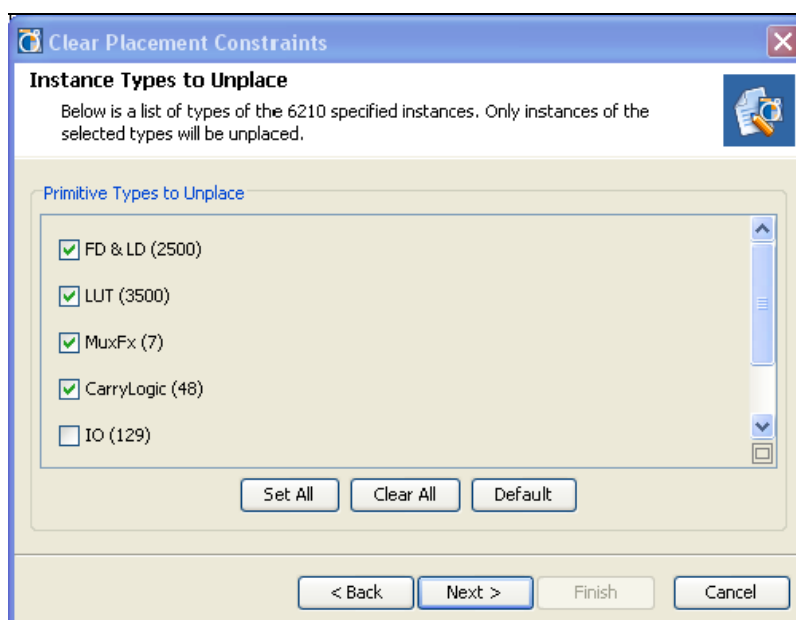 Clear Placement Constraints
Instance Types to Unplace
Below is a list of types of the 6210 specified instances. Only instances of the
selected types will be unplaced.
Primitive Types to Unplace
FD & LD (2500)
LUT (3500)
MuxFx (7)
CarryLogic (48)
IO (129)
Set All
Clear All
Default
< Back
Next >
Finish
Cancel